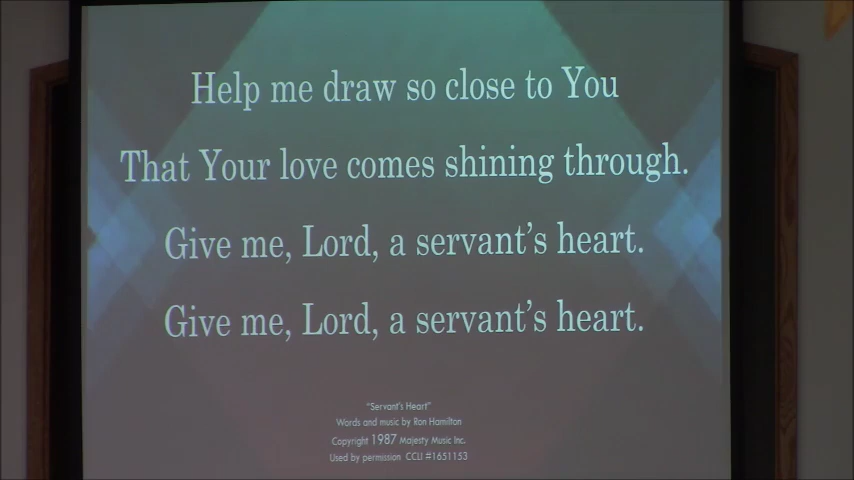 Help me draw so close to You
That Your love comes shining through.
Give me, Lord, a servant's heart.
Give me, Lord, a servant's heart.
"Servant's Heart"
Words and music by Ron Hamilton
Copyright 1987 Majesty Music Inc.
Used by permission CCLI #1651153